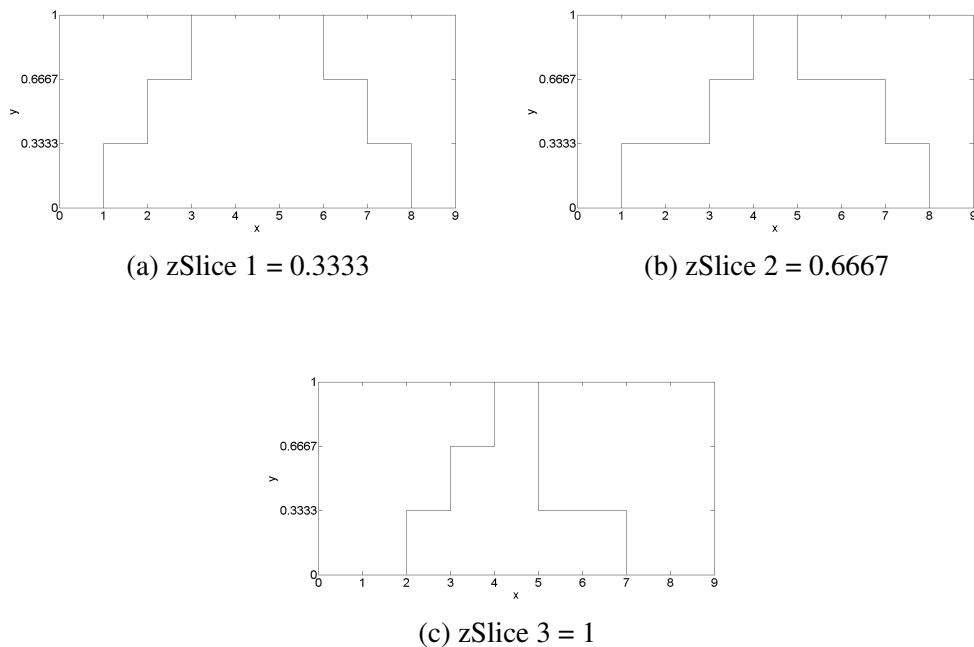 1
0.6667
y
0.3333
0
0 1 2 3 4 5 6 7 8 9
x
(a) zSlice 1 = 0.3333
1
0.6667
y
0.3333
0
0 1 2 3 4 5 6 7 8 9
x
(b) zSlice 2 = 0.6667
1
0.6667
y
0.3333
0
0 1 2 3 4 5 6 7 8 9
x
(c) zSlice 3 = 1